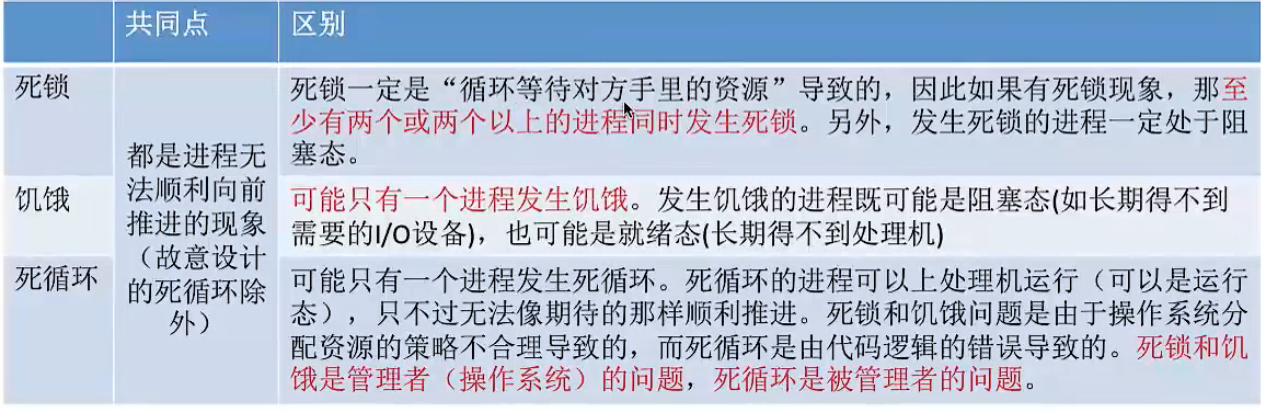 共同点
区别
死锁
死锁一定是“循环等待对方手里的资源”导致的，因此如果有死锁现象，那至
少有两个或两个以上的进程同时发生死锁。另外，发生死锁的进程一定处于阻
塞态。
都是进程无
法顺利向前
推进的现象
（故意设计
的死循环除
外）
饥饿
可能只有一个进程发生饥饿。发生饥饿的进程既可能是阻塞态(如长期得不到
需要的I/O设备)，也可能是就绪态(长期得不到处理机)
死循环
可能只有一个进程发生死循环。死循环的进程可以上处理机运行（可以是运行
态），只不过无法像期待的那样顺利推进。死锁和饥饿问题是由于操作系统分
配资源的策略不合理导致的，而死循环是由代码逻辑的错误导致的。死锁和饥
饿是管理者（操作系统）的问题，死循环是被管理者的问题。